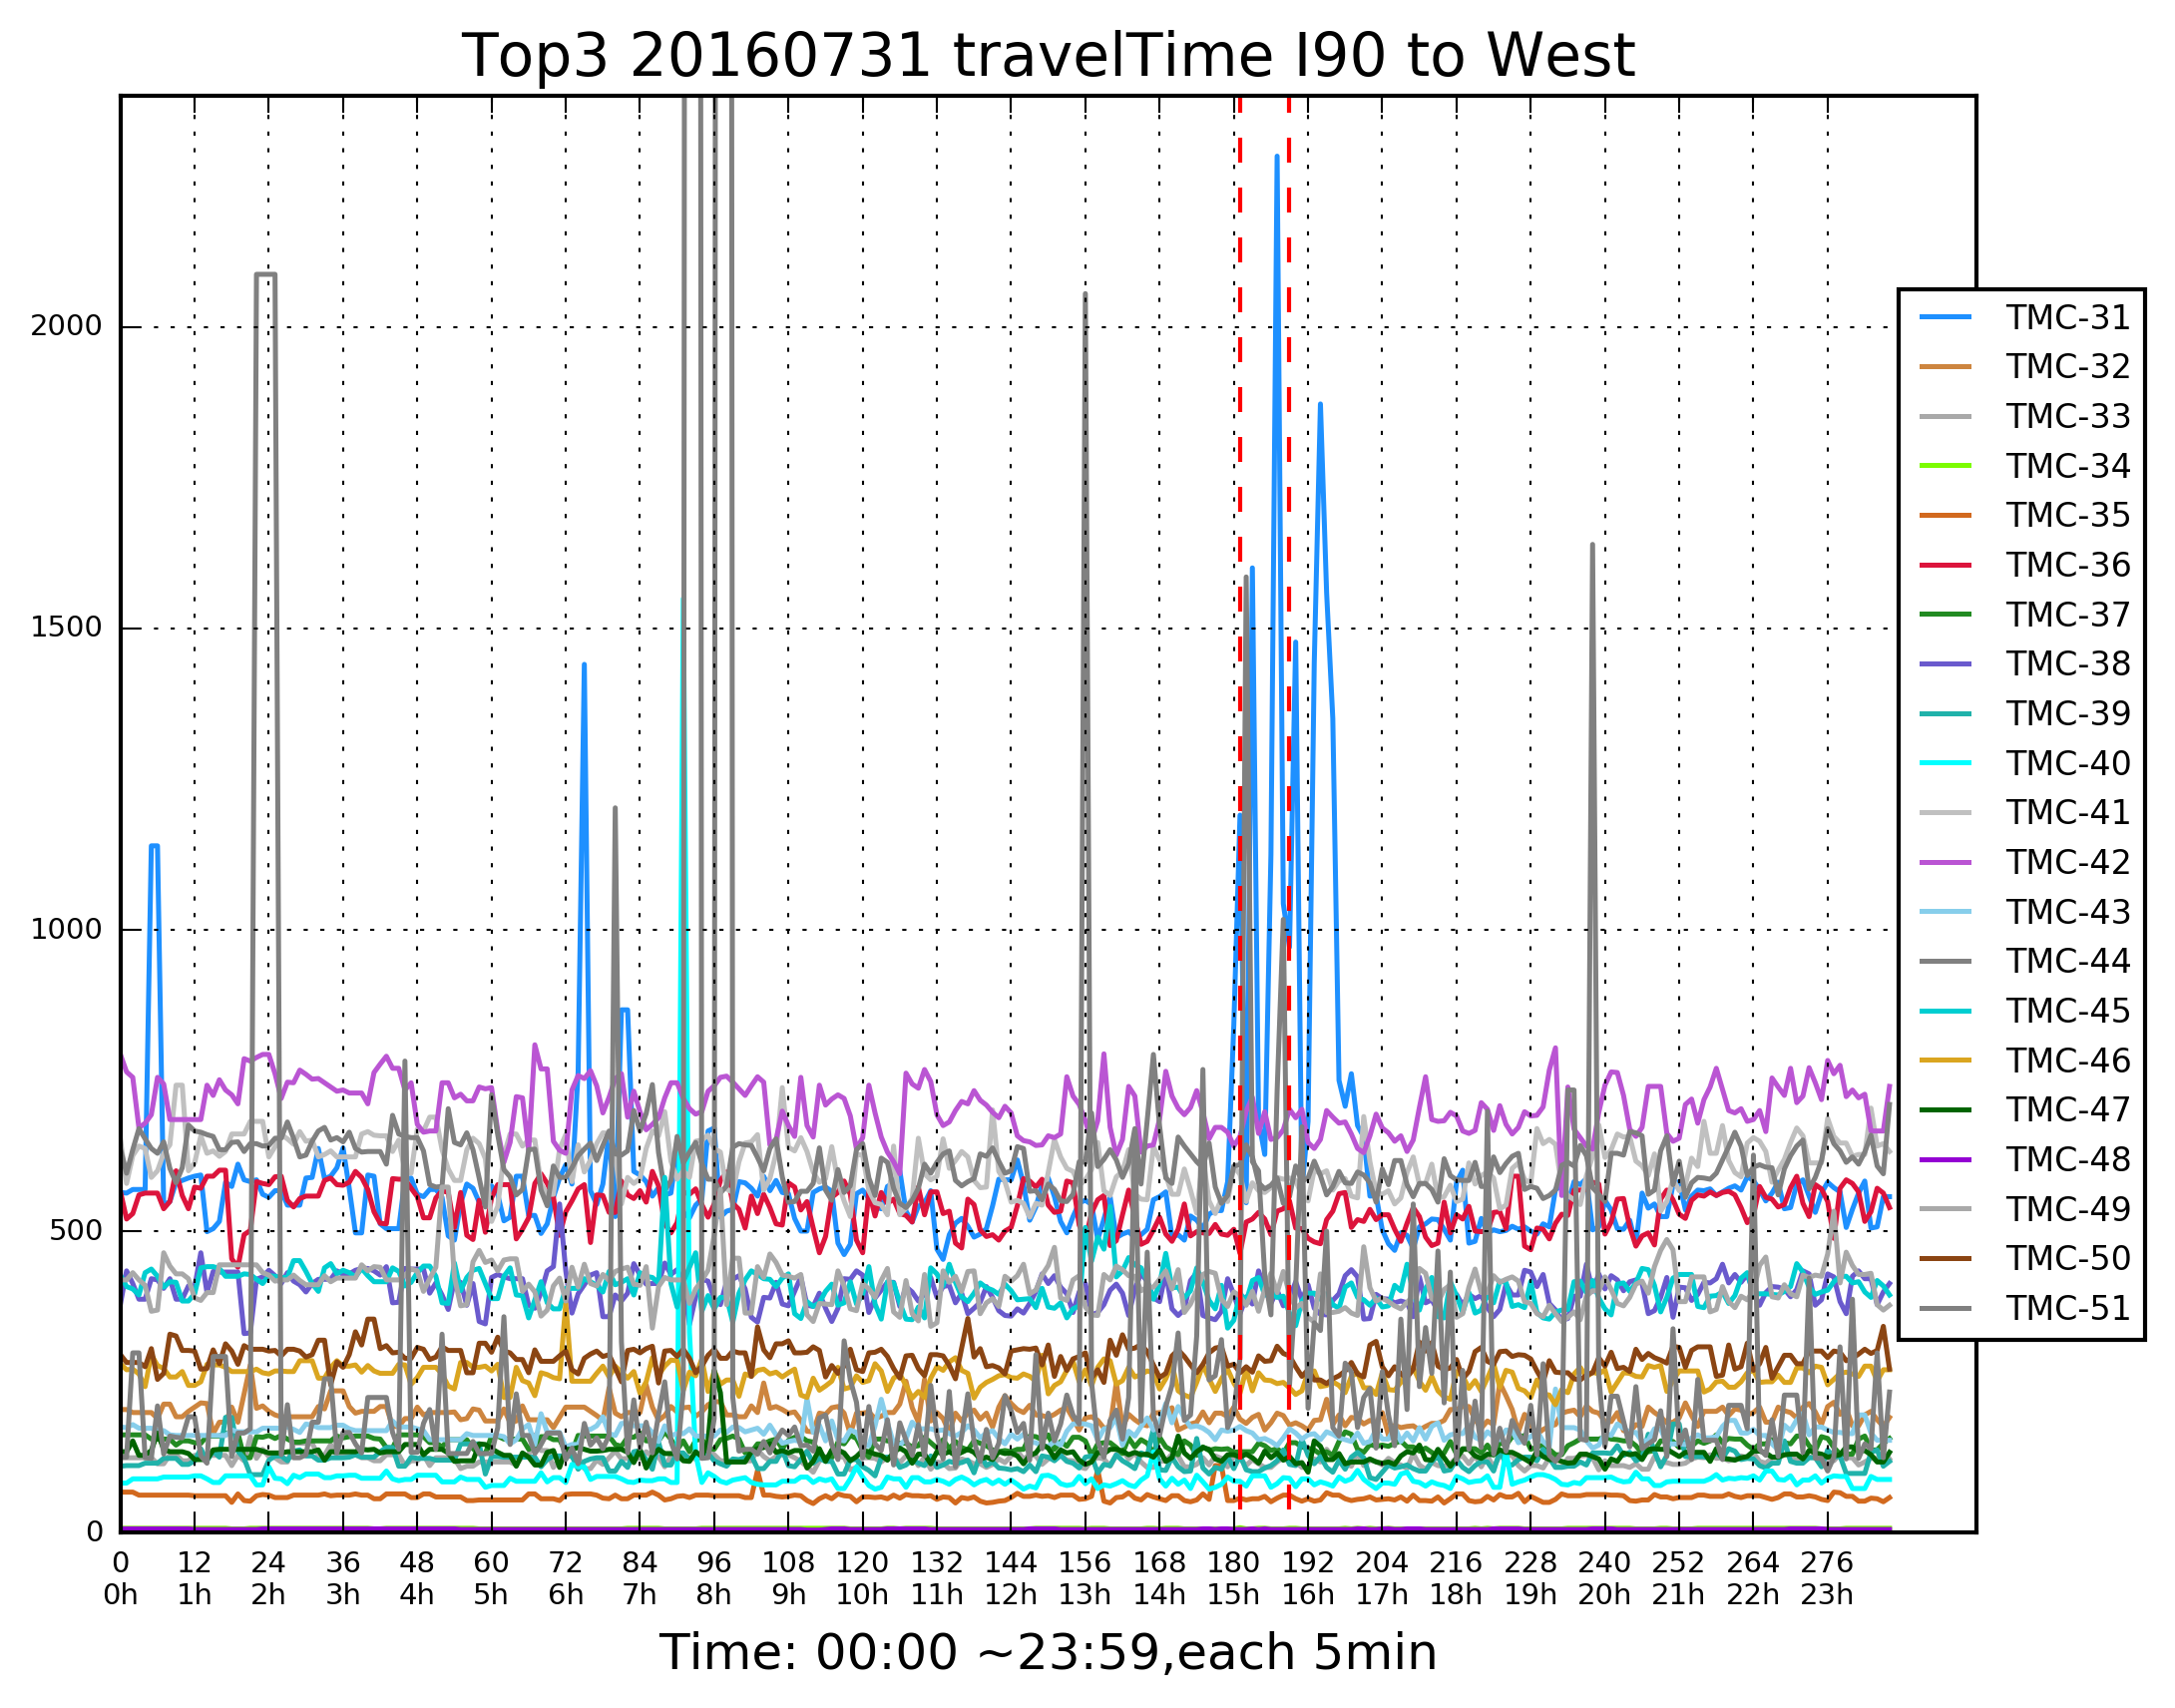 Top3 20160731 travelTime I90 to West
2000
1500
1000
500
0
TMC-31
TMC-32
TMC-33
TMC-34
TMC-35
TMC-36
TMC-37
TMC-38
TMC-39
TMC-40
TMC-41
TMC-42
TMC-43
TMC-44
TMC-45
TMC-46
TMC-47
TMC-48
TMC-49
TMC-50
TMC-51
0 12 24 36 48 60 72 84 96 108 120 132 144 156 168 180 192 204 216 228 240 252 264 276
0h 1h 2h 3h 4h 5h 6h 7h 8h 9h 10h 11h 12h 13h 14h 15h 16h 17h 18h 19h 20h 21h 22h 23h
Time: 00:00 ~23:59,each 5min